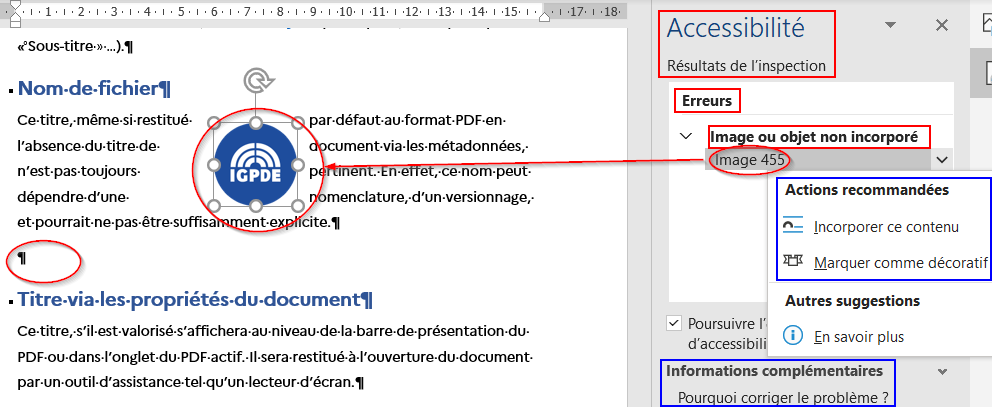 1 · 2 · 3 · 4 · 5 · 6 · 7 · 8 · 9 · 10 · 11 · 12 · 13 · 14 · 15 · 17 · 18
«°Sous-titre·»·…).¶
Nom·de·fichier¶
Ce·titre,·même·si·restitué· par·défaut·au·format·PDF·en·
l’absence·du·titre·de· document·via·les·métadonnées,·
n’est·pas·toujours· pertinent.·En·effet,·ce·nom·peut·
dépendre·d’une· nomenclature,·d’un·versionnage,·
et·pourrait·ne·pas·être·suffisamment·explicite.¶
IGPDE
¶
Titre·via·les·propriétés·du·document¶
Ce·titre,·s’il·est·valorisé·s’affichera·au·niveau·de·la·barre·de·présentation·du·
PDF·ou·dans·l’onglet·du·PDF·actif.·Il·sera·restitué·à·l’ouverture·du·document·
par·un·outil·d’assistance·tel·qu’un·lecteur·d’écran.¶
Accessibilité
Résultats de l’inspection
Erreurs
Image ou objet non incorporé
Image 455
Actions recommandées
Incorporer ce contenu
Marquer comme décoratif
Autres suggestions
En savoir plus
Poursuivre l’
d’accessibili
Informations complémentaires
Pourquoi corriger le problème ?